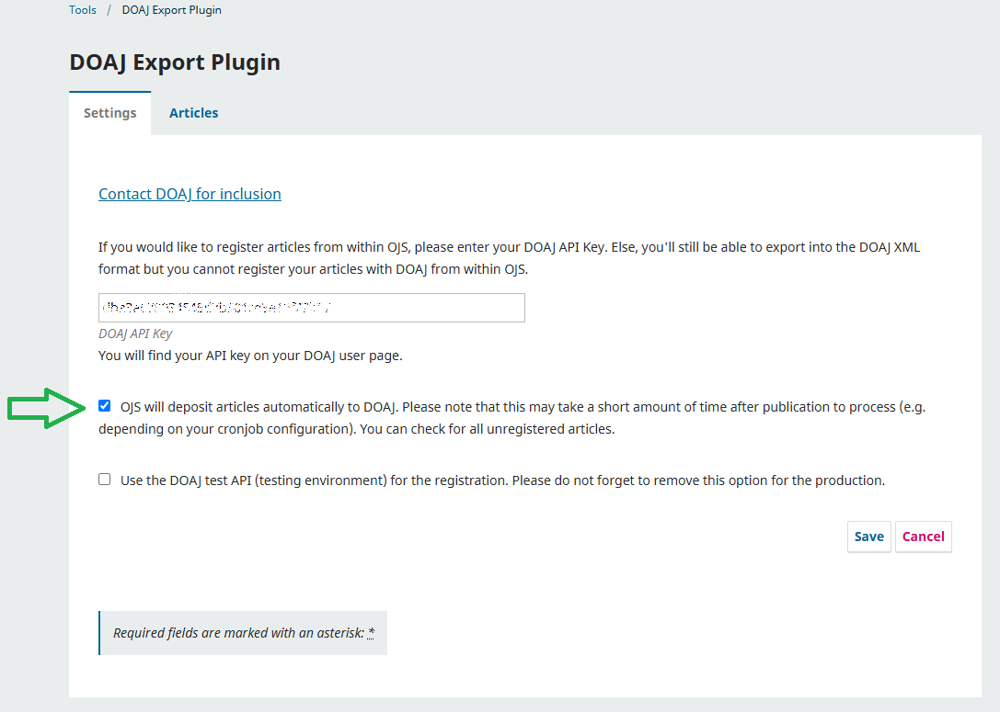 Tools / DOAJ Export Plugin
DOAJ Export Plugin
Settings Articles
Contact DOAJ for inclusion
If you would like to register articles from within OJS, please enter your DOAJ API Key. Else, you'll still be able to export into the DOAJ XML
format but you cannot register your articles with DOAJ from within OJS.
DOAJ API Key
You will find your API key on your DOAJ user page.
OJS will deposit articles automatically to DOAJ. Please note that this may take a short amount of time after publication to process (e.g.
depending on your cronjob configuration). You can check for all unregistered articles.
Use the DOAJ test API (testing environment) for the registration. Please do not forget to remove this option for the production.
Save Cancel
Required fields are marked with an asterisk: *